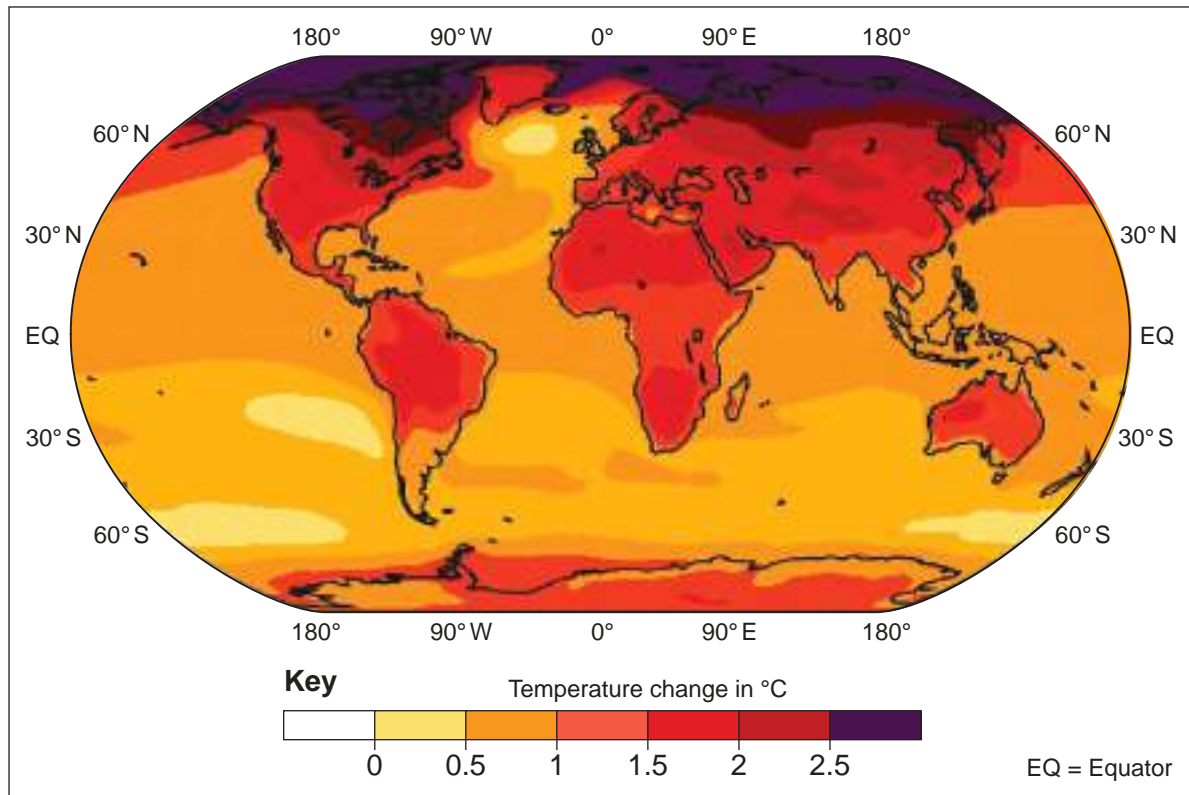 180° 90° W 0° 90° E 180°
60° N 60° N
30° N 30° N
EQ EQ
30° S 30° S
60° S 60° S
180° 90° W 0° 90° E 180°
Key Temperature change in °C
0 0.5 1 1.5 2 2.5
EQ = Equator